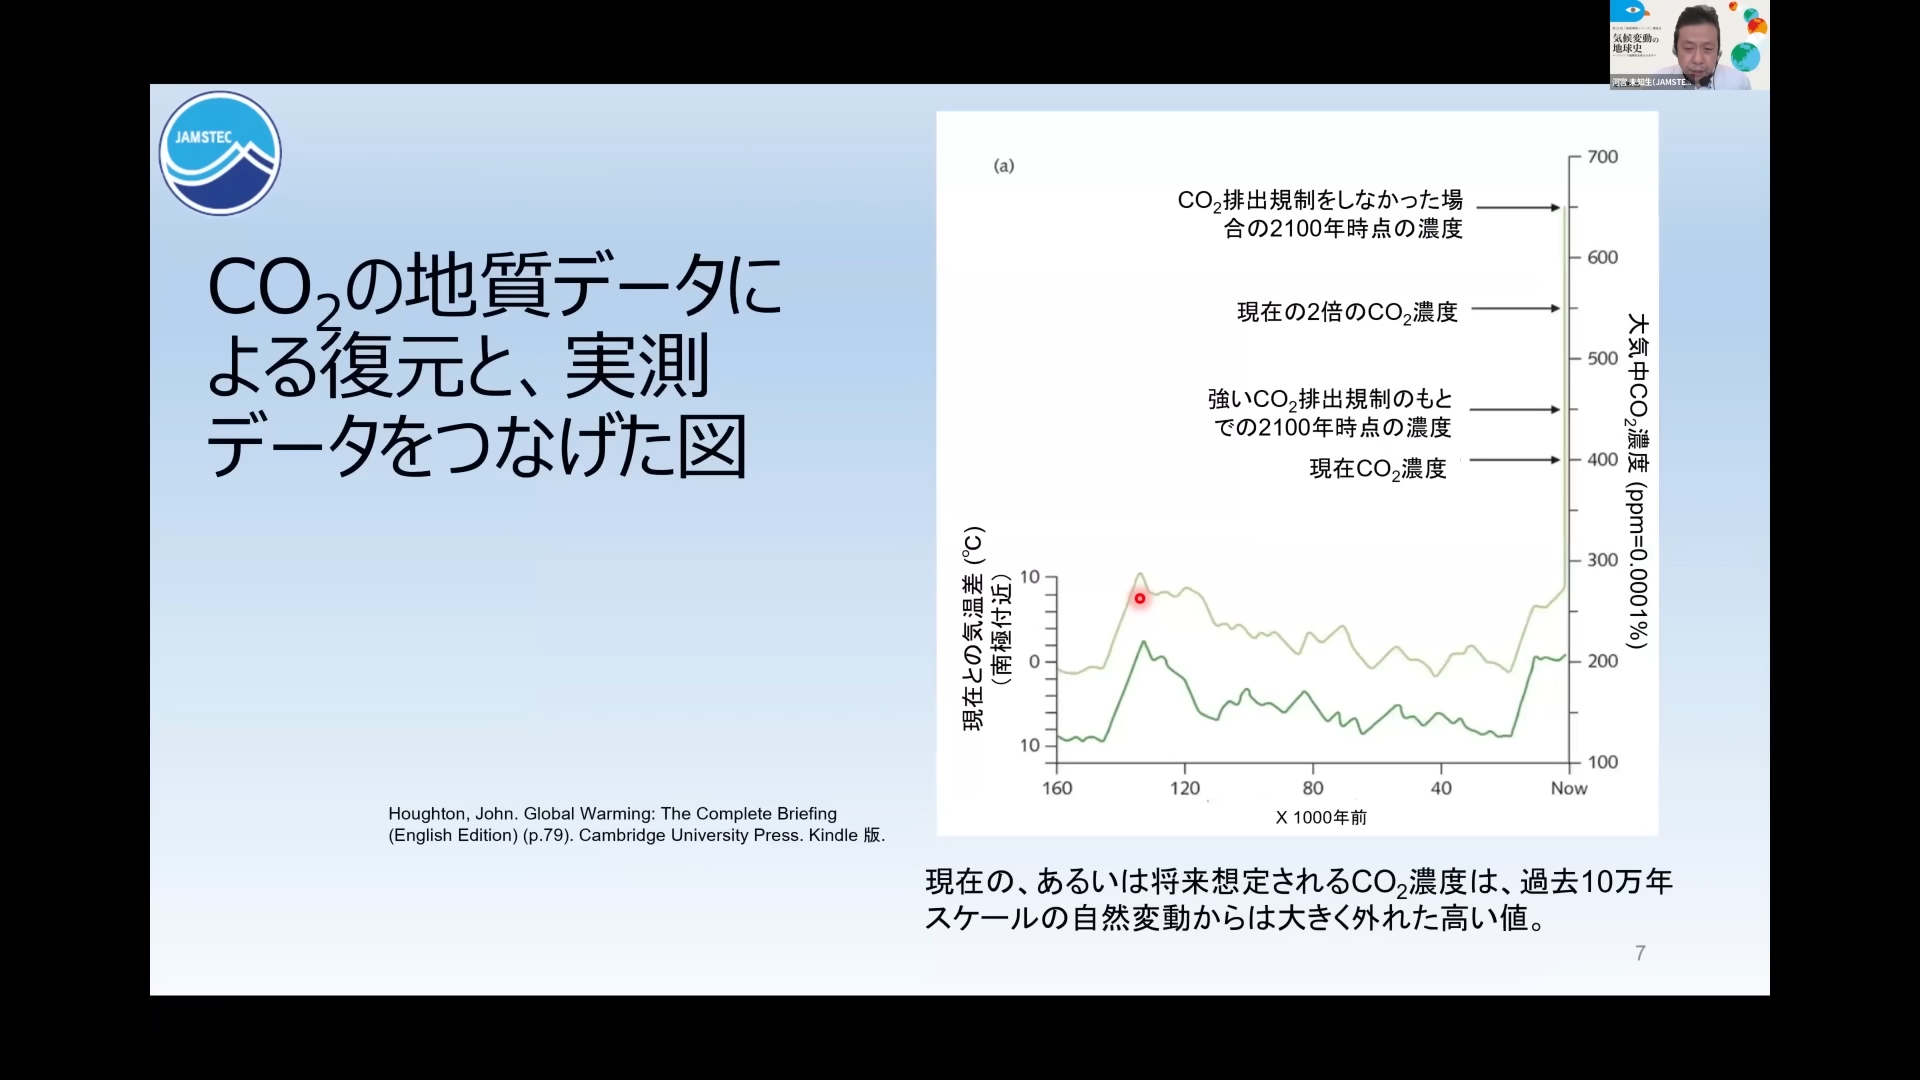 気候変動の
地球史
河宮 未知生(JAMSTE...
JAMSTEC
CO2の地質データに
よる復元と、実測
データをつなげた図
Houghton, John. Global Warming: The Complete Briefing
(English Edition) (p.79). Cambridge University Press. Kindle 版.
(a)
CO2排出規制をしなかった場
合の2100年時点の濃度
現在の2倍のCO2濃度
強いCO2排出規制のもと
での2100年時点の濃度
現在CO2濃度
700
600
500
400
300
200
100
大気中CO2濃度 (ppm=0.0001%)
現在との気温差 (℃)
(南極付近)
10
0
10
160
120
80
40
Now
X 1000年前
現在の、あるいは将来想定されるCO2濃度は、過去10万年
スケールの自然変動からは大きく外れた高い値。
7